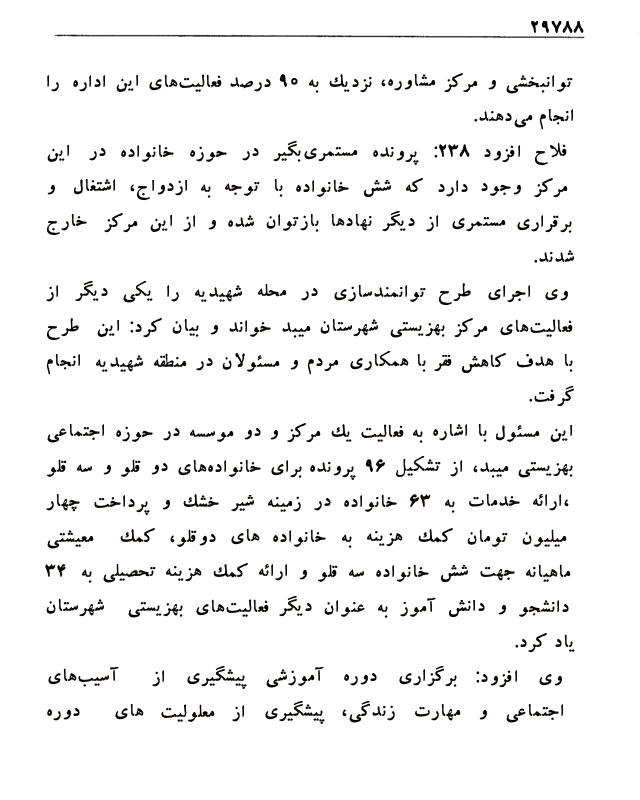 ۲۹۷۸۸
توانبخشی و مرکز مشاوره، نزدیك به ۹۰ درصد فعالیت‌های این اداره را
انجام می‌دهند.
فلاح افزود ۲۳۸: پرونده مستمری‌بگیر در حوزه خانواده در این
مرکز وجود دارد که شش خانواده با توجه به ازدواج، اشتغال و
برقراری مستمری از دیگر نهادها بازتوان شده و از این مرکز خارج
شدند.
وی اجرای طرح توانمندسازی در محله شهیدیه را یکی دیگر از
فعالیت‌های مرکز بهزیستی شهرستان میبد خواند و بیان کرد: این طرح
با هدف کاهش فقر با همکاری مردم و مسئولان در منطقه شهیدیه انجام
گرفت.
این مسئول با اشاره به فعالیت یك مرکز و دو موسسه در حوزه اجتماعی
بهزیستی میبد، از تشکیل ۹۶ پرونده برای خانواده‌های دو قلو و سه قلو
،ارائه خدمات به ۶۳ خانواده در زمینه شیر خشك و پرداخت چهار
میلیون تومان کمك هزینه به خانواده های دوقلو، کمك معیشتی
ماهیانه جهت شش خانواده سه قلو و ارائه کمك هزینه تحصیلی به ۳۴
دانشجو و دانش آموز به عنوان دیگر فعالیت‌های بهزیستی شهرستان
یاد کرد.
وی افزود: برگزاری دوره آموزشی پیشگیری از آسیب‌های
اجتماعی و مهارت زندگی، پیشگیری از معلولیت های دوره